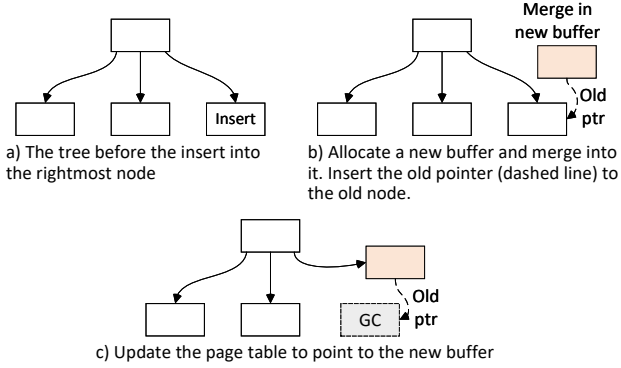 Merge in
new buffer
Insert
Old
ptr
a) The tree before the insert into
the rightmost node
b) Allocate a new buffer and merge into
it. Insert the old pointer (dashed line) to
the old node.
Old
ptr
GC
c) Update the page table to point to the new buffer